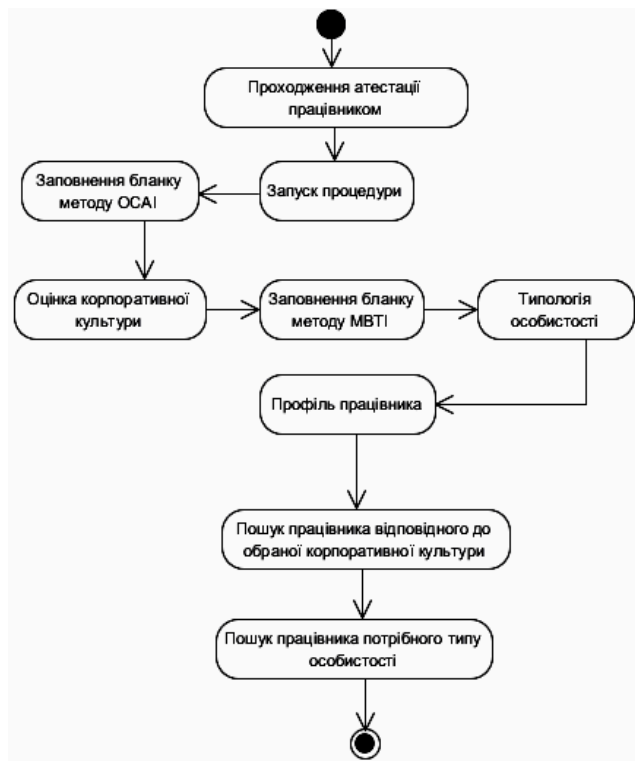 Проходження атестації
працівником
Запуск процедури
Заповнення бланку
методу OCAI
Оцінка корпоративної
культури
Заповнення бланку
методу MBTI
Типологія
особистості
Профіль працівника
Пошук працівника відповідного до
обраної корпоративної культури
Пошук працівника потрібного типу
особистості